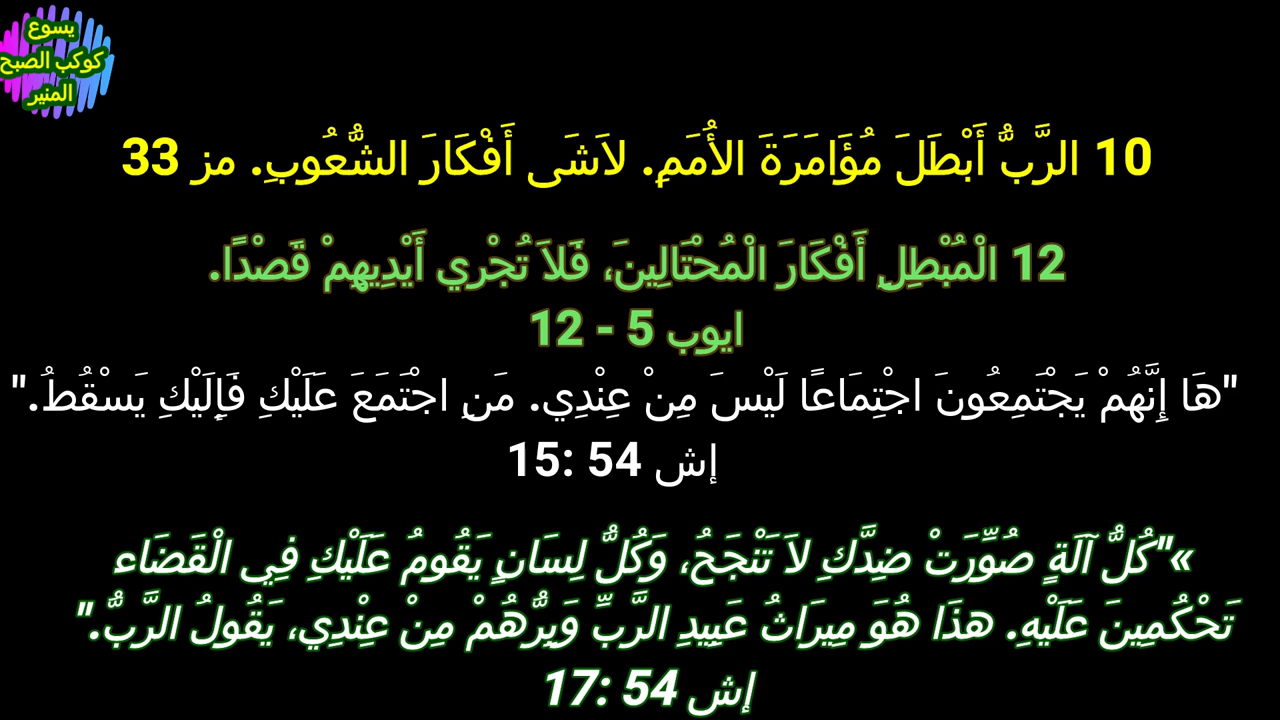 يسوع
كوكب الصبح
المنير
10 الرَّبُّ أَبْطَلَ مُؤَامَرَةَ الأُمَمِ. لاَشَى أَفْكَارَ الشُّعُوبِ. مز 33
12 الْمُبْطِلِ أَفْكَارَ الْمُحْتَالِينَ، فَلاَ تُجْرِي أَيْدِيهِمْ قَصْدًا.
ايوب 5 - 12
"هَا إِنَّهُمْ يَجْتَمِعُونَ اجْتِمَاعًا لَيْسَ مِنْ عِنْدِي. مَنِ اجْتَمَعَ عَلَيْكِ فَإِلَيْكِ يَسْقُطُ."
إش 54 :15
»"كُلُّ آلَةٍ صُوِّرَتْ ضِدَّكِ لاَ تَنْجَحُ، وَكُلُّ لِسَانٍ يَقُومُ عَلَيْكِ فِي الْقَضَاء
تَحْكُمِينَ عَلَيْهِ. هذَا هُوَ مِيرَاثُ عَبِيدِ الرَّبِّ وَبِرُّهُمْ مِنْ عِنْدِي، يَقُولُ الرَّبُّ."
إش 54 :17